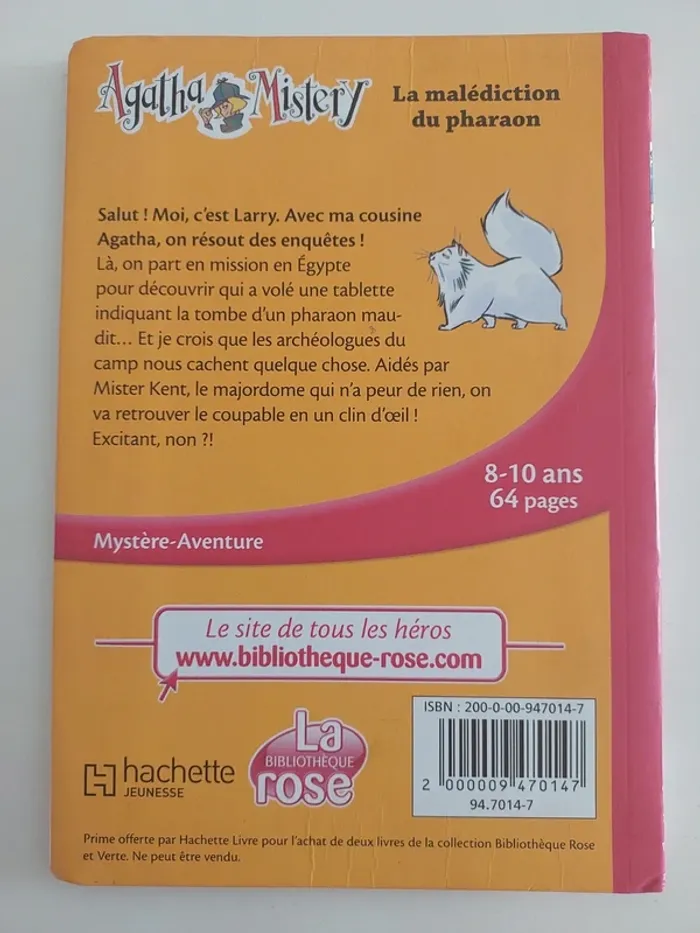 Agatha Mistery
La malédiction
du pharaon
Salut ! Moi, c'est Larry. Avec ma cousine
Agatha, on résout des enquêtes !
Là, on part en mission en Égypte
pour découvrir qui a volé une tablette
indiquant la tombe d'un pharaon mau-
dit... Et je crois que les archéologues du
camp nous cachent quelque chose. Aidés par
Mister Kent, le majordome qui n'a peur de rien, on
va retrouver le coupable en un clin d'œil !
Excitant, non ?!
8-10 ans
64 pages
Mystère-Aventure
Le site de tous les héros
www.bibliotheque-rose.com
ISBN : 200-0-00-947014-7
2 000009 470147
94.7014-7
hachette
JEUNESSE
La
BIBLIOTHÈQUE
rose
Prime offerte par Hachette Livre pour l'achat de deux livres de la collection Bibliothèque Rose
et Verte. Ne peut être vendu.